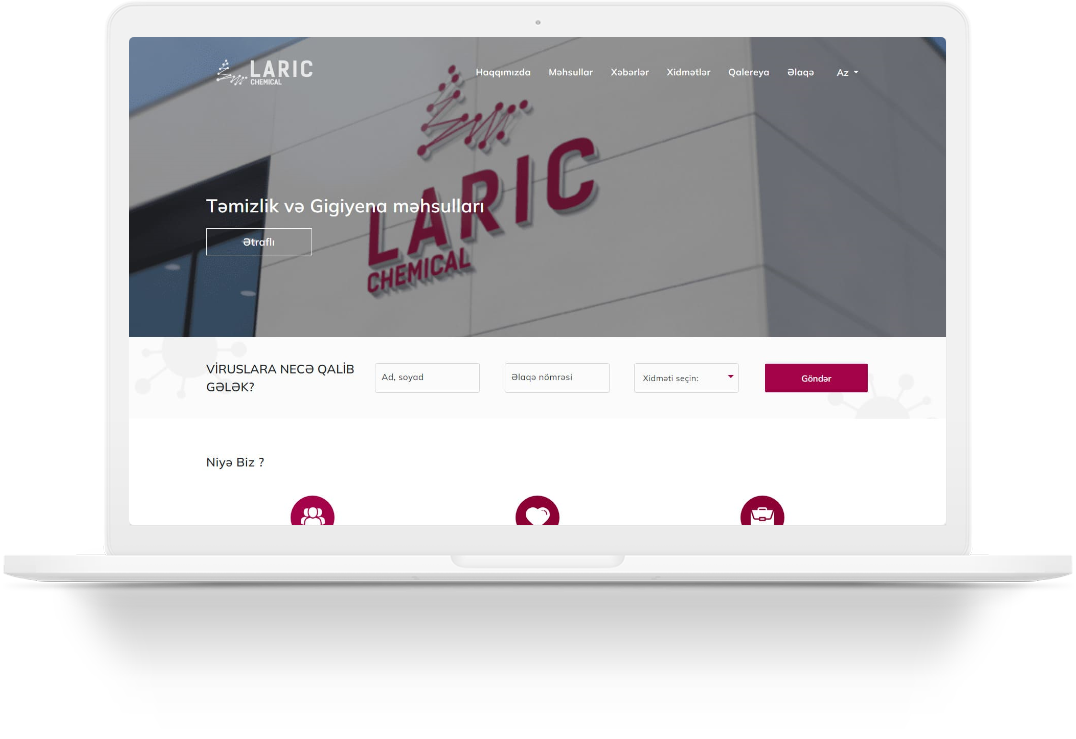 LARIC
CHEMICAL
Haqqımızda Məhsullar Xəbərlər Xidmətlər Qalereya Əlaqə Az
LARIC
CHEMICAL
Təmizlik və Gigiyena məhsulları
Ətraflı
VİRUSLARA NECƏ QALİB
GƏLƏK?
Ad, soyad
Əlaqə nömrəsi
Xidməti seçin:
Göndər
Niyə Biz ?